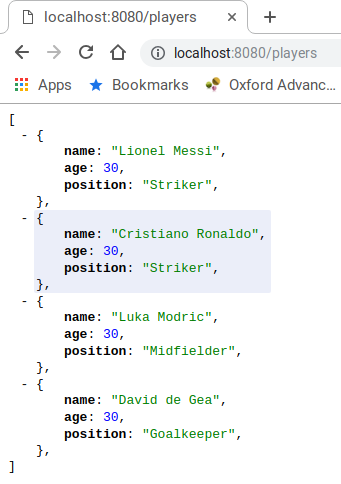 localhost:8080/players
localhost:8080/players
Apps Bookmarks Oxford Advanc...
[
- {
name: "Lionel Messi",
age: 30,
position: "Striker",
},
- {
name: "Cristiano Ronaldo",
age: 30,
position: "Striker",
},
- {
name: "Luka Modric",
age: 30,
position: "Midfielder",
},
- {
name: "David de Gea",
age: 30,
position: "Goalkeeper",
},
]